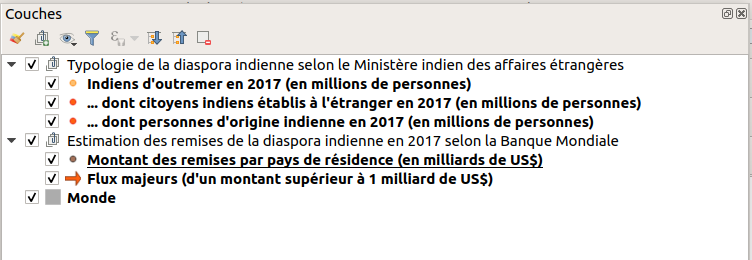 Couches
Typologie de la diaspora indienne selon le Ministère indien des affaires étrangères
Indiens d'outremer en 2017 (en millions de personnes)
... dont citoyens indiens établis à l'étranger en 2017 (en millions de personnes)
... dont personnes d'origine indienne en 2017 (en millions de personnes)
Estimation des remises de la diaspora indienne en 2017 selon la Banque Mondiale
Montant des remises par pays de résidence (en milliards de US$)
Flux majeurs (d'un montant supérieur à 1 milliard de US$)
Monde